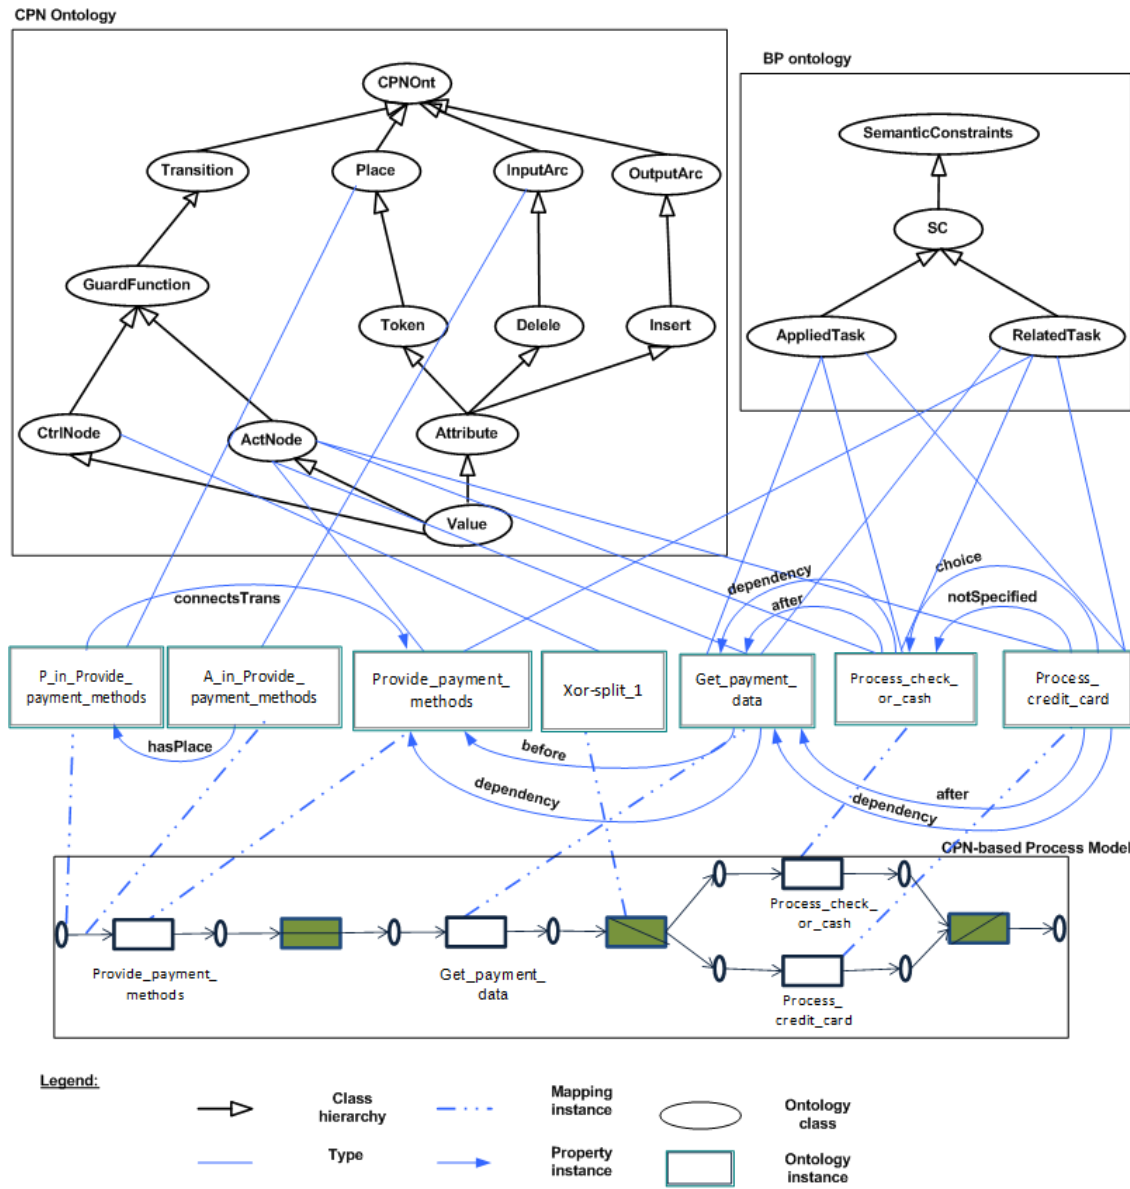 CPN Ontology
BP ontology
CPNOnt
SemanticConstraints
Transition
Place
InputArc
OutputArc
SC
GuardFunction
Token
Delele
Insert
AppliedTask
RelatedTask
CtrlNode
ActNode
Attribute
Value
connectsTrans
dependency
after
choice
notSpecified
P_in_Provide_
payment_methods
A_in_Provide_
payment_methods
Provide_payment_
methods
Xor-split_1
Get_payment_
data
Process_check_
or_cash
Process_
credit_card
hasPlace
before
dependency
after
dependency
CPN-based Process Model
Provide_payment_
methods
Get_payment_
data
Process_check_
or_cash
Process_
credit_card
Legend:
Class
hierarchy
Mapping
instance
Ontology
class
Type
Property
instance
Ontology
instance